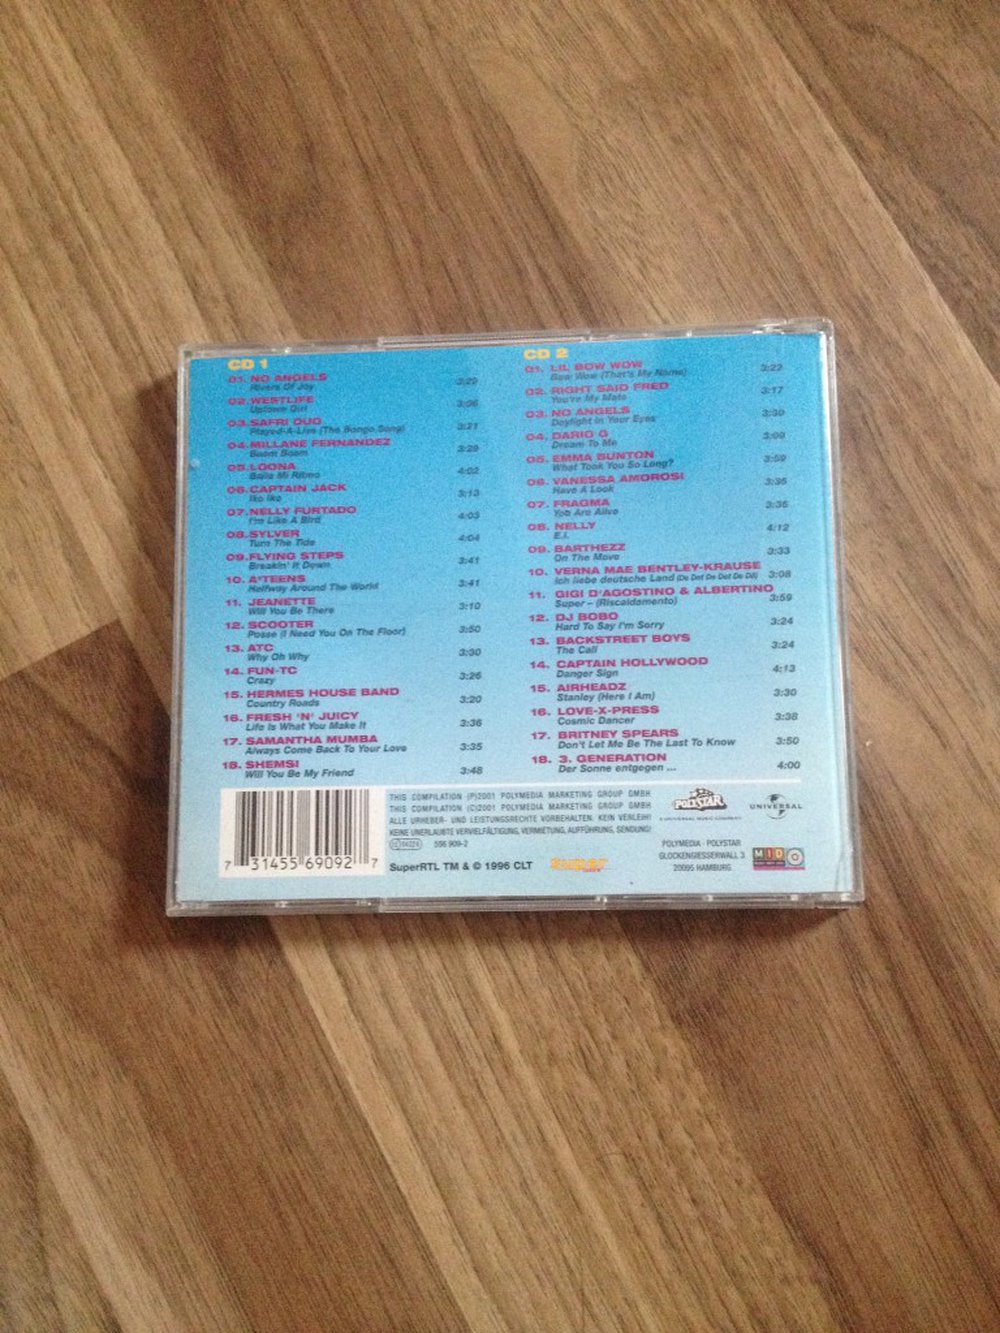 CD 1
01. NO ANGELS 3:29
Rivers Of Joy
02. WESTLIFE 3:06
Uptown Girl
03. SAFRI DUO 3:21
Played-A-Live (The Bongo Song)
04. MILLANE FERNANDEZ 3:29
Boom Boom
05. LOONA 4:02
Baila Mi Ritmo
06. CAPTAIN JACK 3:13
Iko Iko
07. NELLY FURTADO 4:03
I'm Like A Bird
08. SYLVER 4:04
Turn The Tide
09. FLYING STEPS 3:41
Breakin' It Down
10. A*TEENS 3:41
Halfway Around The World
11. JEANETTE 3:10
Will You Be There
12. SCOOTER 3:50
Posse (I Need You On The Floor)
13. ATC 3:30
Why Oh Why
14. FUN-TC 3:26
Crazy
15. HERMES HOUSE BAND 3:20
Country Roads
16. FRESH 'N' JUICY 3:36
Life Is What You Make It
17. SAMANTHA MUMBA 3:35
Always Come Back To Your Love
18. SHEMSI 3:48
Will You Be My Friend
CD 2
01. LIL BOW WOW 3:22
Bow Wow (That's My Name)
02. RIGHT SAID FRED 3:17
You're My Mate
03. NO ANGELS 3:30
Daylight In Your Eyes
04. DARIO G 3:09
Dream To Me
05. EMMA BUNTON 3:59
What Took You So Long?
06. VANESSA AMOROSI 3:36
Have A Look
07. FRAGMA 3:35
You Are Alive
08. NELLY 4:12
E.I.
09. BARTHEZZ 3:33
On The Move
10. VERNA MAE BENTLEY-KRAUSE 3:08
Ich liebe deutsche Land (De Dot De Dot De Dä)
11. GIGI D'AGOSTINO & ALBERTINO 3:59
Super – (Riscaldamento)
12. DJ BOBO 3:24
Hard To Say I'm Sorry
13. BACKSTREET BOYS 3:24
The Call
14. CAPTAIN HOLLYWOOD 4:13
Danger Sign
15. AIRHEADZ 3:30
Stanley (Here I Am)
16. LOVE-X-PRESS 3:38
Cosmic Dancer
17. BRITNEY SPEARS 3:50
Don't Let Me Be The Last To Know
18. 3. GENERATION 4:00
Der Sonne entgegen ...
7 31455 69092 7
THIS COMPILATION (P)2001 POLYMEDIA MARKETING GROUP GMBH
THIS COMPILATION (C)2001 POLYMEDIA MARKETING GROUP GMBH
ALLE URHEBER- UND LEISTUNGSRECHTE VORBEHALTEN. KEIN VERLEIH!
KEINE UNERLAUBTE VERVIELFÄLTIGUNG, VERMIETUNG, AUFFÜHRUNG, SENDUNG!
556 909-2
SuperRTL TM & © 1996 CLT
super
POLYSTAR
A UNIVERSAL MUSIC COMPANY
UNIVERSAL
POLYMEDIA · POLYSTAR
GLOCKENGIESSERWALL 3
20095 HAMBURG
MID